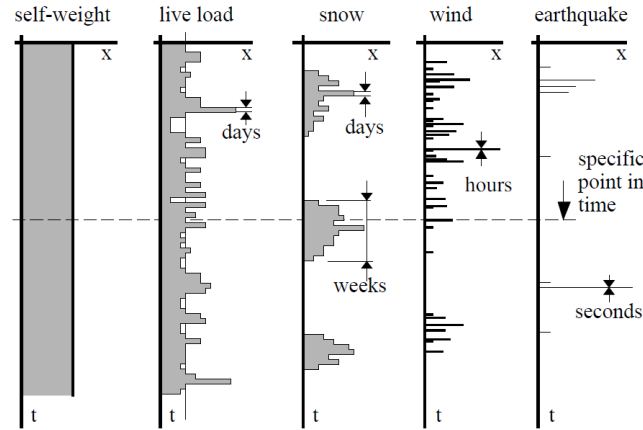 self-weight
live load
snow
wind
earthquake
x
x
x
x
x
days
days
hours
specific
point in
time
weeks
seconds
t
t
t
t
t